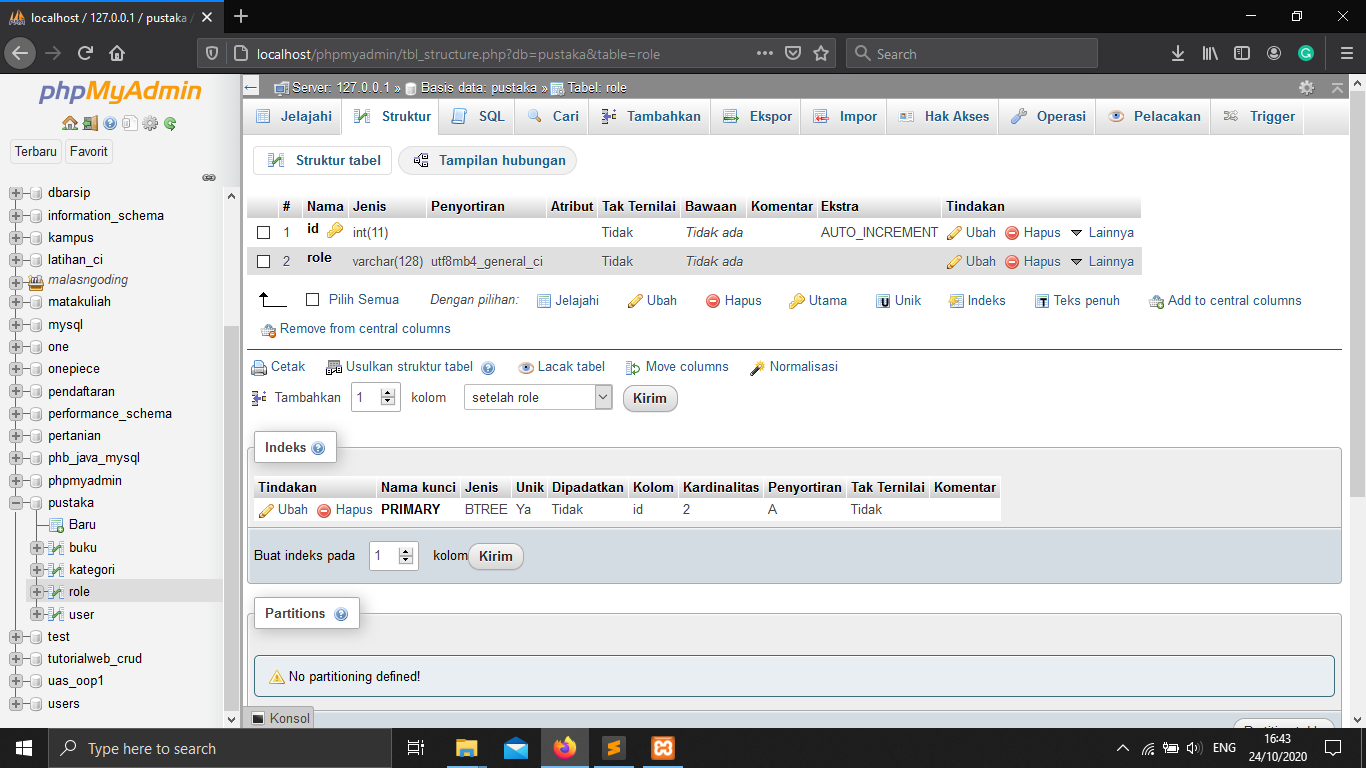 localhost / 127.0.0.1 / pustaka /
localhost/phpmyadmin/tbl_structure.php?db=pustaka&table=role
Search
phpMyAdmin
Terbaru Favorit
dbarsip
information_schema
kampus
latihan_ci
malasngoding
matakuliah
mysql
one
onepiece
pendaftaran
performance_schema
pertanian
phb_java_mysql
phpmyadmin
pustaka
Baru
buku
kategori
role
user
test
tutorialweb_crud
uas_oop1
users
Server: 127.0.0.1 » Basis data: pustaka » Tabel: role
Jelajahi Struktur SQL Cari Tambahkan Ekspor Impor Hak Akses Operasi Pelacakan Trigger
Struktur tabel Tampilan hubungan
# Nama Jenis Penyortiran Atribut Tak Ternilai Bawaan Komentar Ekstra Tindakan
1 id int(11) Tidak Tidak ada AUTO_INCREMENT Ubah Hapus Lainnya
2 role varchar(128) utf8mb4_general_ci Tidak Tidak ada Ubah Hapus Lainnya
Pilih Semua Dengan pilihan: Jelajahi Ubah Hapus Utama Unik Indeks Teks penuh Add to central columns
Remove from central columns
Cetak Usulkan struktur tabel Lacak tabel Move columns Normalisasi
Tambahkan 1 kolom setelah role Kirim
Indeks
Tindakan Nama kunci Jenis Unik Dipadatkan Kolom Kardinalitas Penyortiran Tak Ternilai Komentar
Ubah Hapus PRIMARY BTREE Ya Tidak id 2 A Tidak
Buat indeks pada 1 kolom Kirim
Partitions
No partitioning defined!
Konsol
Type here to search
ENG
16:43
24/10/2020